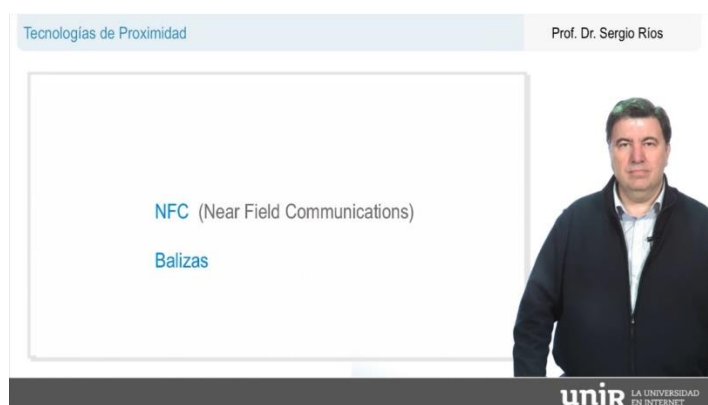 Tecnologías de Proximidad
Prof. Dr. Sergio Ríos
NFC (Near Field Communications)
Balizas
unir LA UNIVERSIDAD
EN INTERNET